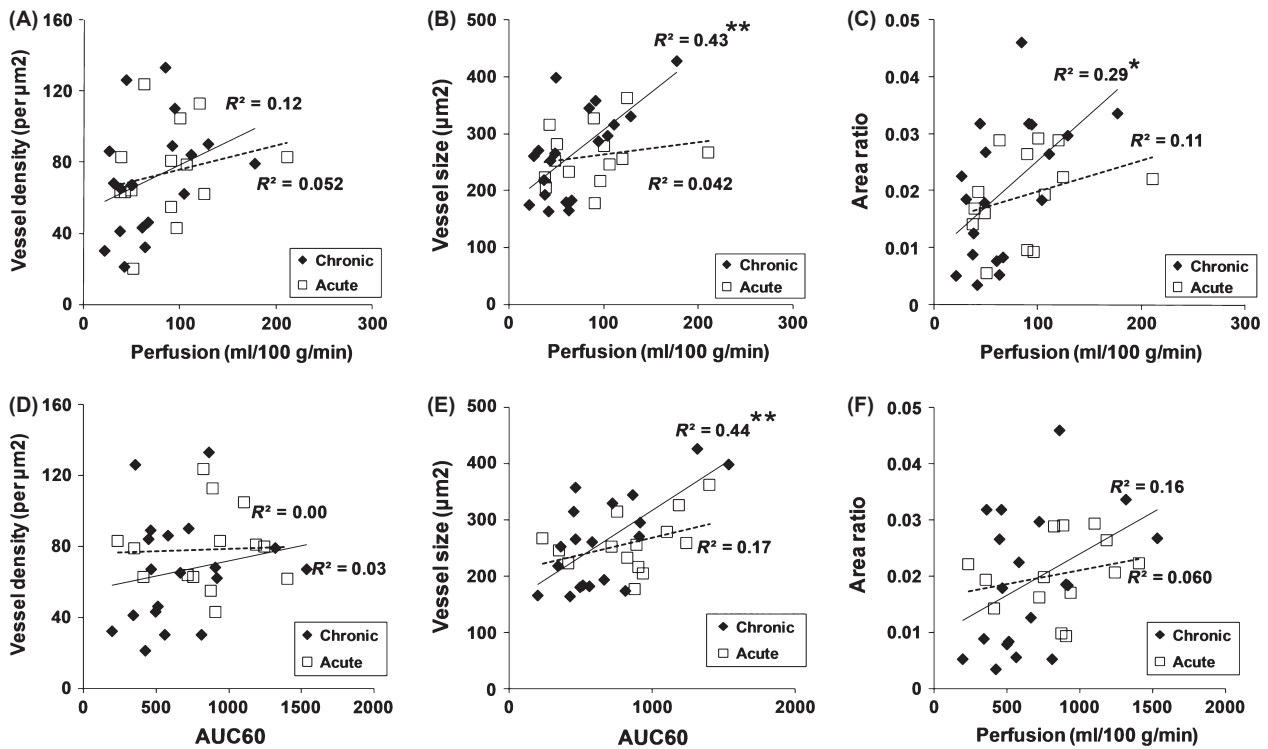 (A)
160
120
80
40
0
Vessel density (per µm2)
R² = 0.12
R² = 0.052
Chronic
Acute
0 100 200 300
Perfusion (ml/100 g/min)
(B)
500
400
300
200
100
0
Vessel size (µm2)
R² = 0.43**
R² = 0.042
Chronic
Acute
0 100 200 300
Perfusion (ml/100 g/min)
(C)
0.05
0.04
0.03
0.02
0.01
0
Area ratio
R² = 0.29*
R² = 0.11
Chronic
Acute
0 100 200 300
Perfusion (ml/100 g/min)
(D)
160
120
80
40
0
Vessel density (per µm2)
R² = 0.00
R² = 0.03
Chronic
Acute
0 500 1000 1500 2000
AUC60
(E)
500
400
300
200
100
0
Vessel size (µm2)
R² = 0.44**
R² = 0.17
Chronic
Acute
0 1000 2000
AUC60
(F)
0.05
0.04
0.03
0.02
0.01
0
Area ratio
R² = 0.16
R² = 0.060
Chronic
Acute
0 500 1000 1500 2000
Perfusion (ml/100 g/min)